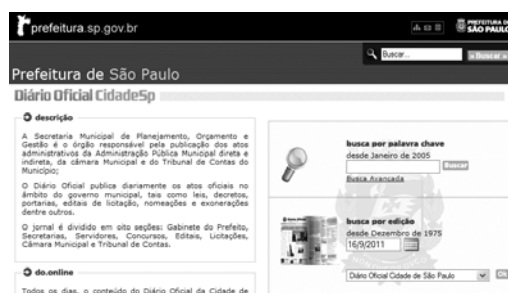 prefeitura.sp.gov.br
PREFEITURA DE
SÃO PAULO
Buscar...
» Buscar »
Prefeitura de São Paulo
Diário Oficial CidadeSp
descrição
A Secretaria Municipal de Planejamento, Orçamento e
Gestão é o órgão responsável pela publicação dos atos
administrativos da Administração Pública Municipal direta e
indireta, da câmara Municipal e do Tribunal de Contas do
Município;
O Diário Oficial publica diariamente os atos oficiais no
âmbito do governo municipal, tais como leis, decretos,
portarias, editais de licitação, nomeações e exonerações
dentre outros.
O jornal é dividido em oito seções: Gabinete do Prefeito,
Secretarias, Servidores, Concursos, Editais, Licitações,
Câmara Municipal e Tribunal de Contas.
do.online
Todos os dias, o conteúdo do Diário Oficial da Cidade de
busca por palavra chave
desde Janeiro de 2005
Buscar
Busca Avançada
busca por edição
desde Dezembro de 1975
16/9/2011
Diário Oficial Cidade de São Paulo